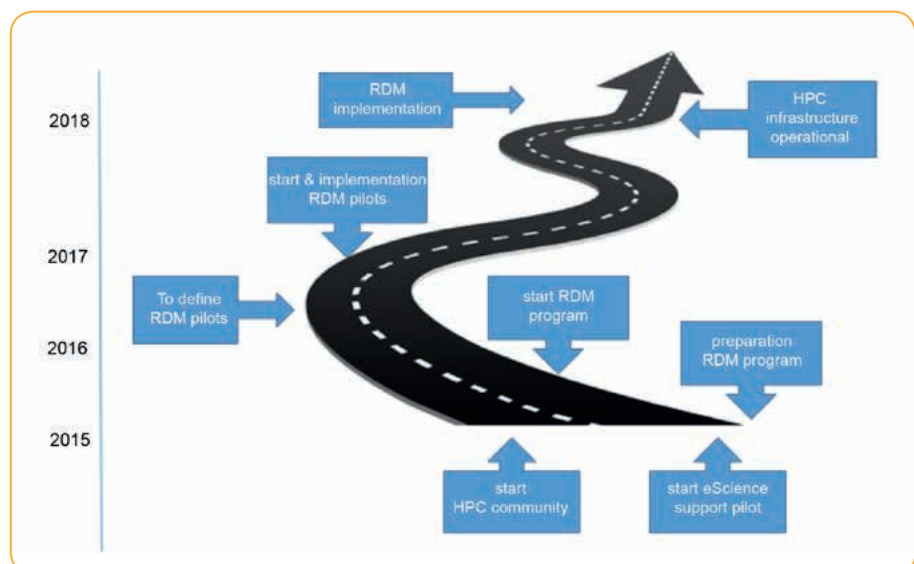 RDM
implementation
2018
HPC
infrastructure
operational
start & implementation
RDM pilots
2017
To define
RDM pilots
start RDM
program
2016
preparation
RDM program
2015
start
HPC community
start eScience
support pilot